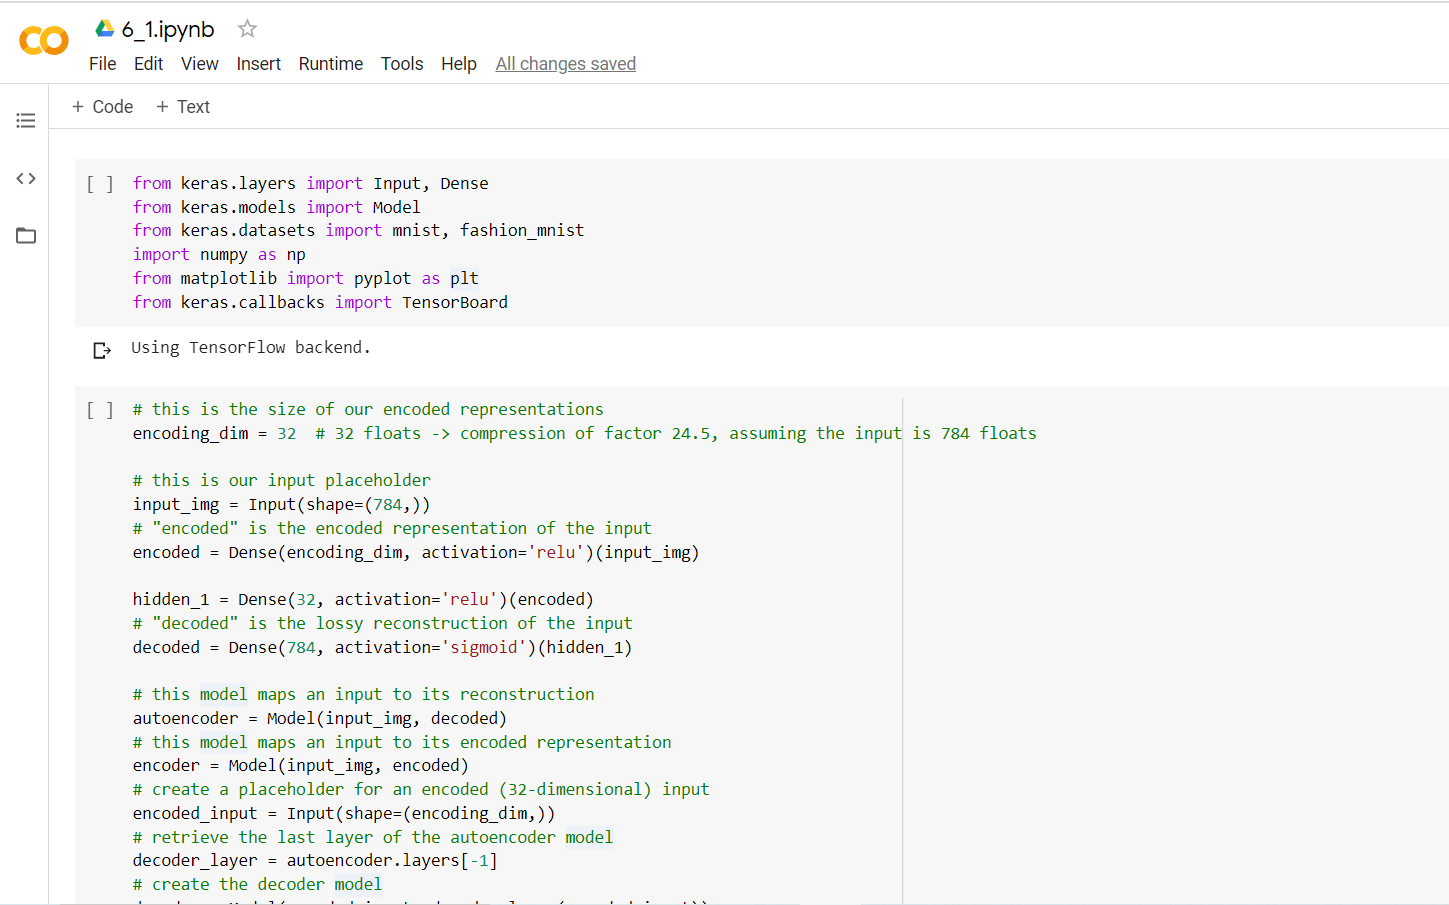 6_1.ipynb
File Edit View Insert Runtime Tools Help All changes saved
+ Code + Text
[ ] from keras.layers import Input, Dense
from keras.models import Model
from keras.datasets import mnist, fashion_mnist
import numpy as np
from matplotlib import pyplot as plt
from keras.callbacks import TensorBoard
Using TensorFlow backend.
[ ] # this is the size of our encoded representations
encoding_dim = 32  # 32 floats -> compression of factor 24.5, assuming the input is 784 floats
# this is our input placeholder
input_img = Input(shape=(784,))
# "encoded" is the encoded representation of the input
encoded = Dense(encoding_dim, activation='relu')(input_img)
hidden_1 = Dense(32, activation='relu')(encoded)
# "decoded" is the lossy reconstruction of the input
decoded = Dense(784, activation='sigmoid')(hidden_1)
# this model maps an input to its reconstruction
autoencoder = Model(input_img, decoded)
# this model maps an input to its encoded representation
encoder = Model(input_img, encoded)
# create a placeholder for an encoded (32-dimensional) input
encoded_input = Input(shape=(encoding_dim,))
# retrieve the last layer of the autoencoder model
decoder_layer = autoencoder.layers[-1]
# create the decoder model